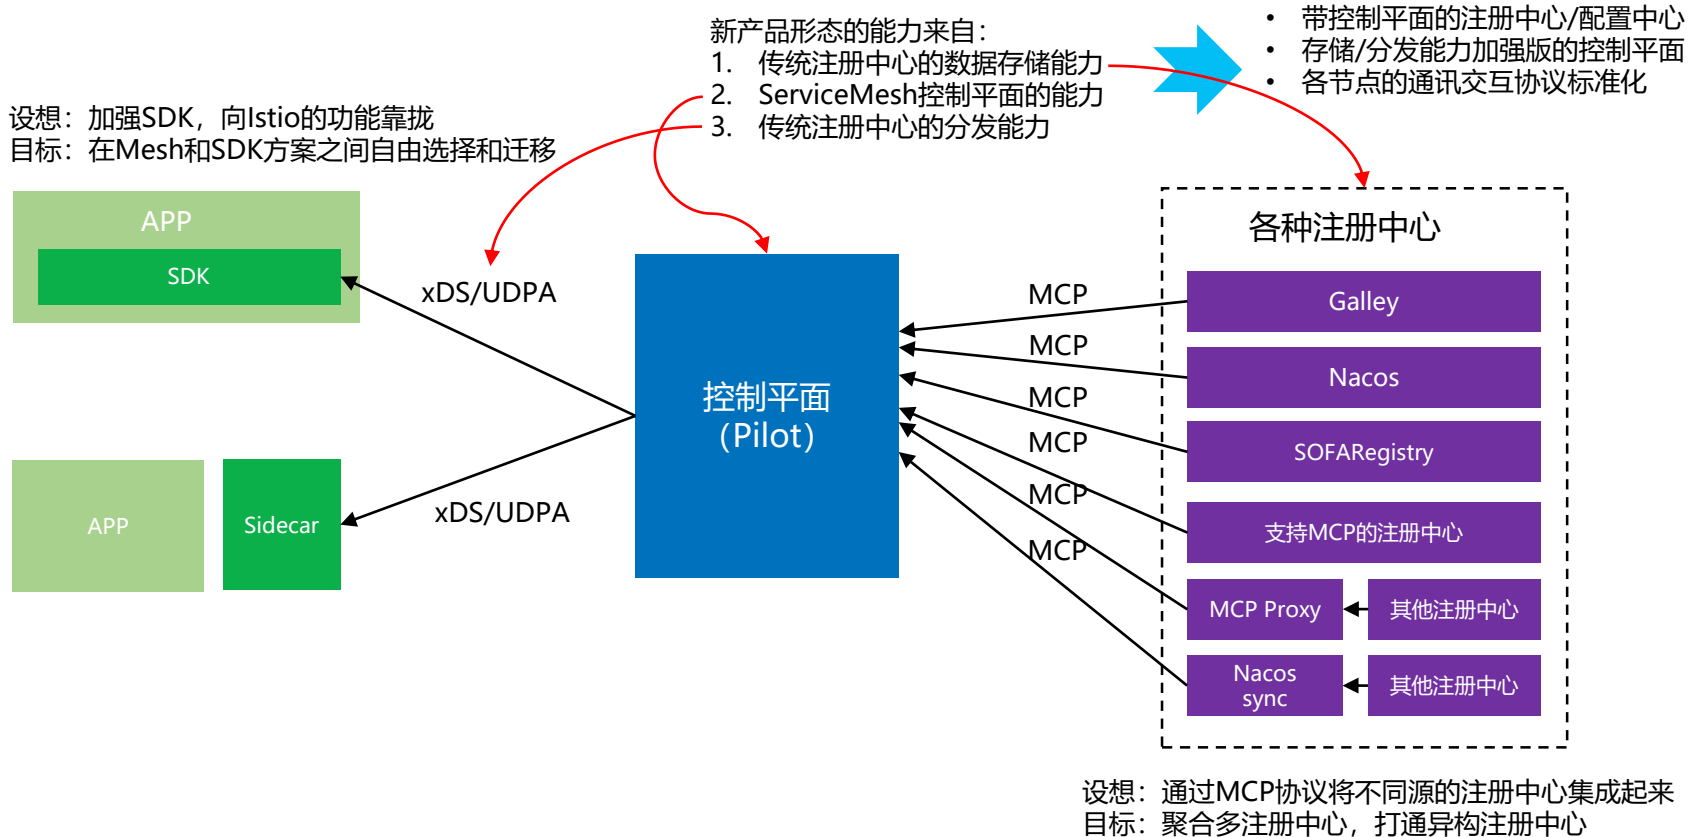 新产品形态的能力来自：
1. 传统注册中心的数据存储能力
2. ServiceMesh控制平面的能力
3. 传统注册中心的分发能力
• 带控制平面的注册中心/配置中心
• 存储/分发能力加强版的控制平面
• 各节点的通讯交互协议标准化
设想：加强SDK，向Istio的功能靠拢
目标：在Mesh和SDK方案之间自由选择和迁移
APP
SDK
xDS/UDPA
APP
Sidecar
xDS/UDPA
控制平面
（Pilot）
MCP
MCP
MCP
MCP
MCP
MCP
各种注册中心
Galley
Nacos
SOFARegistry
支持MCP的注册中心
MCP Proxy
其他注册中心
Nacos
sync
其他注册中心
设想：通过MCP协议将不同源的注册中心集成起来
目标：聚合多注册中心，打通异构注册中心